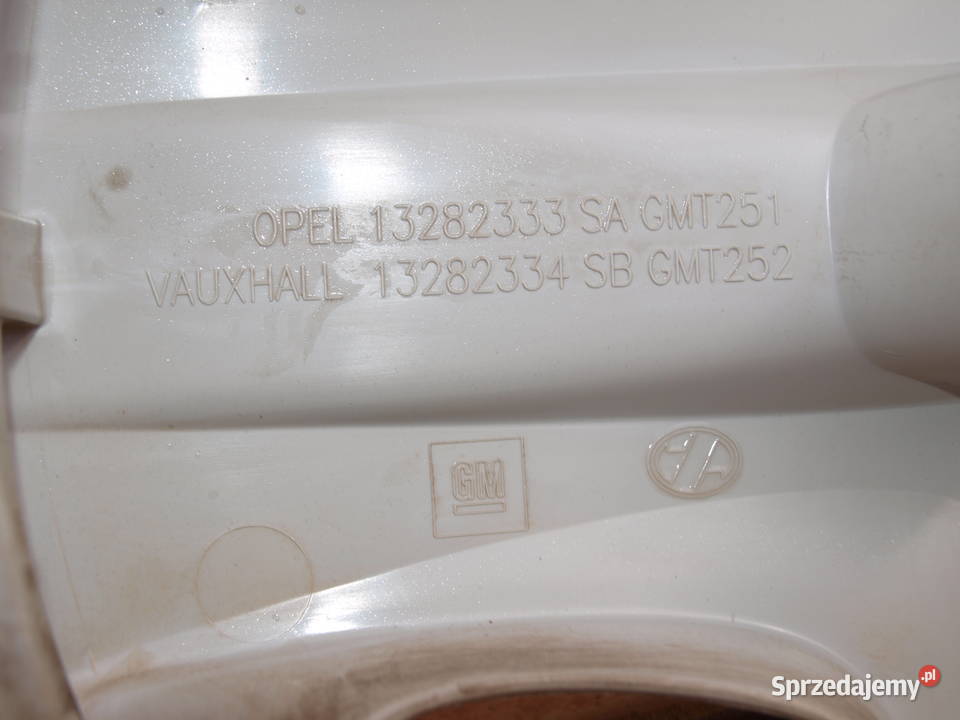 OPEL 13282333 SA GMT251
VAUXHALL 13282334 SB GMT252
GM
Sprzedajemy.pl